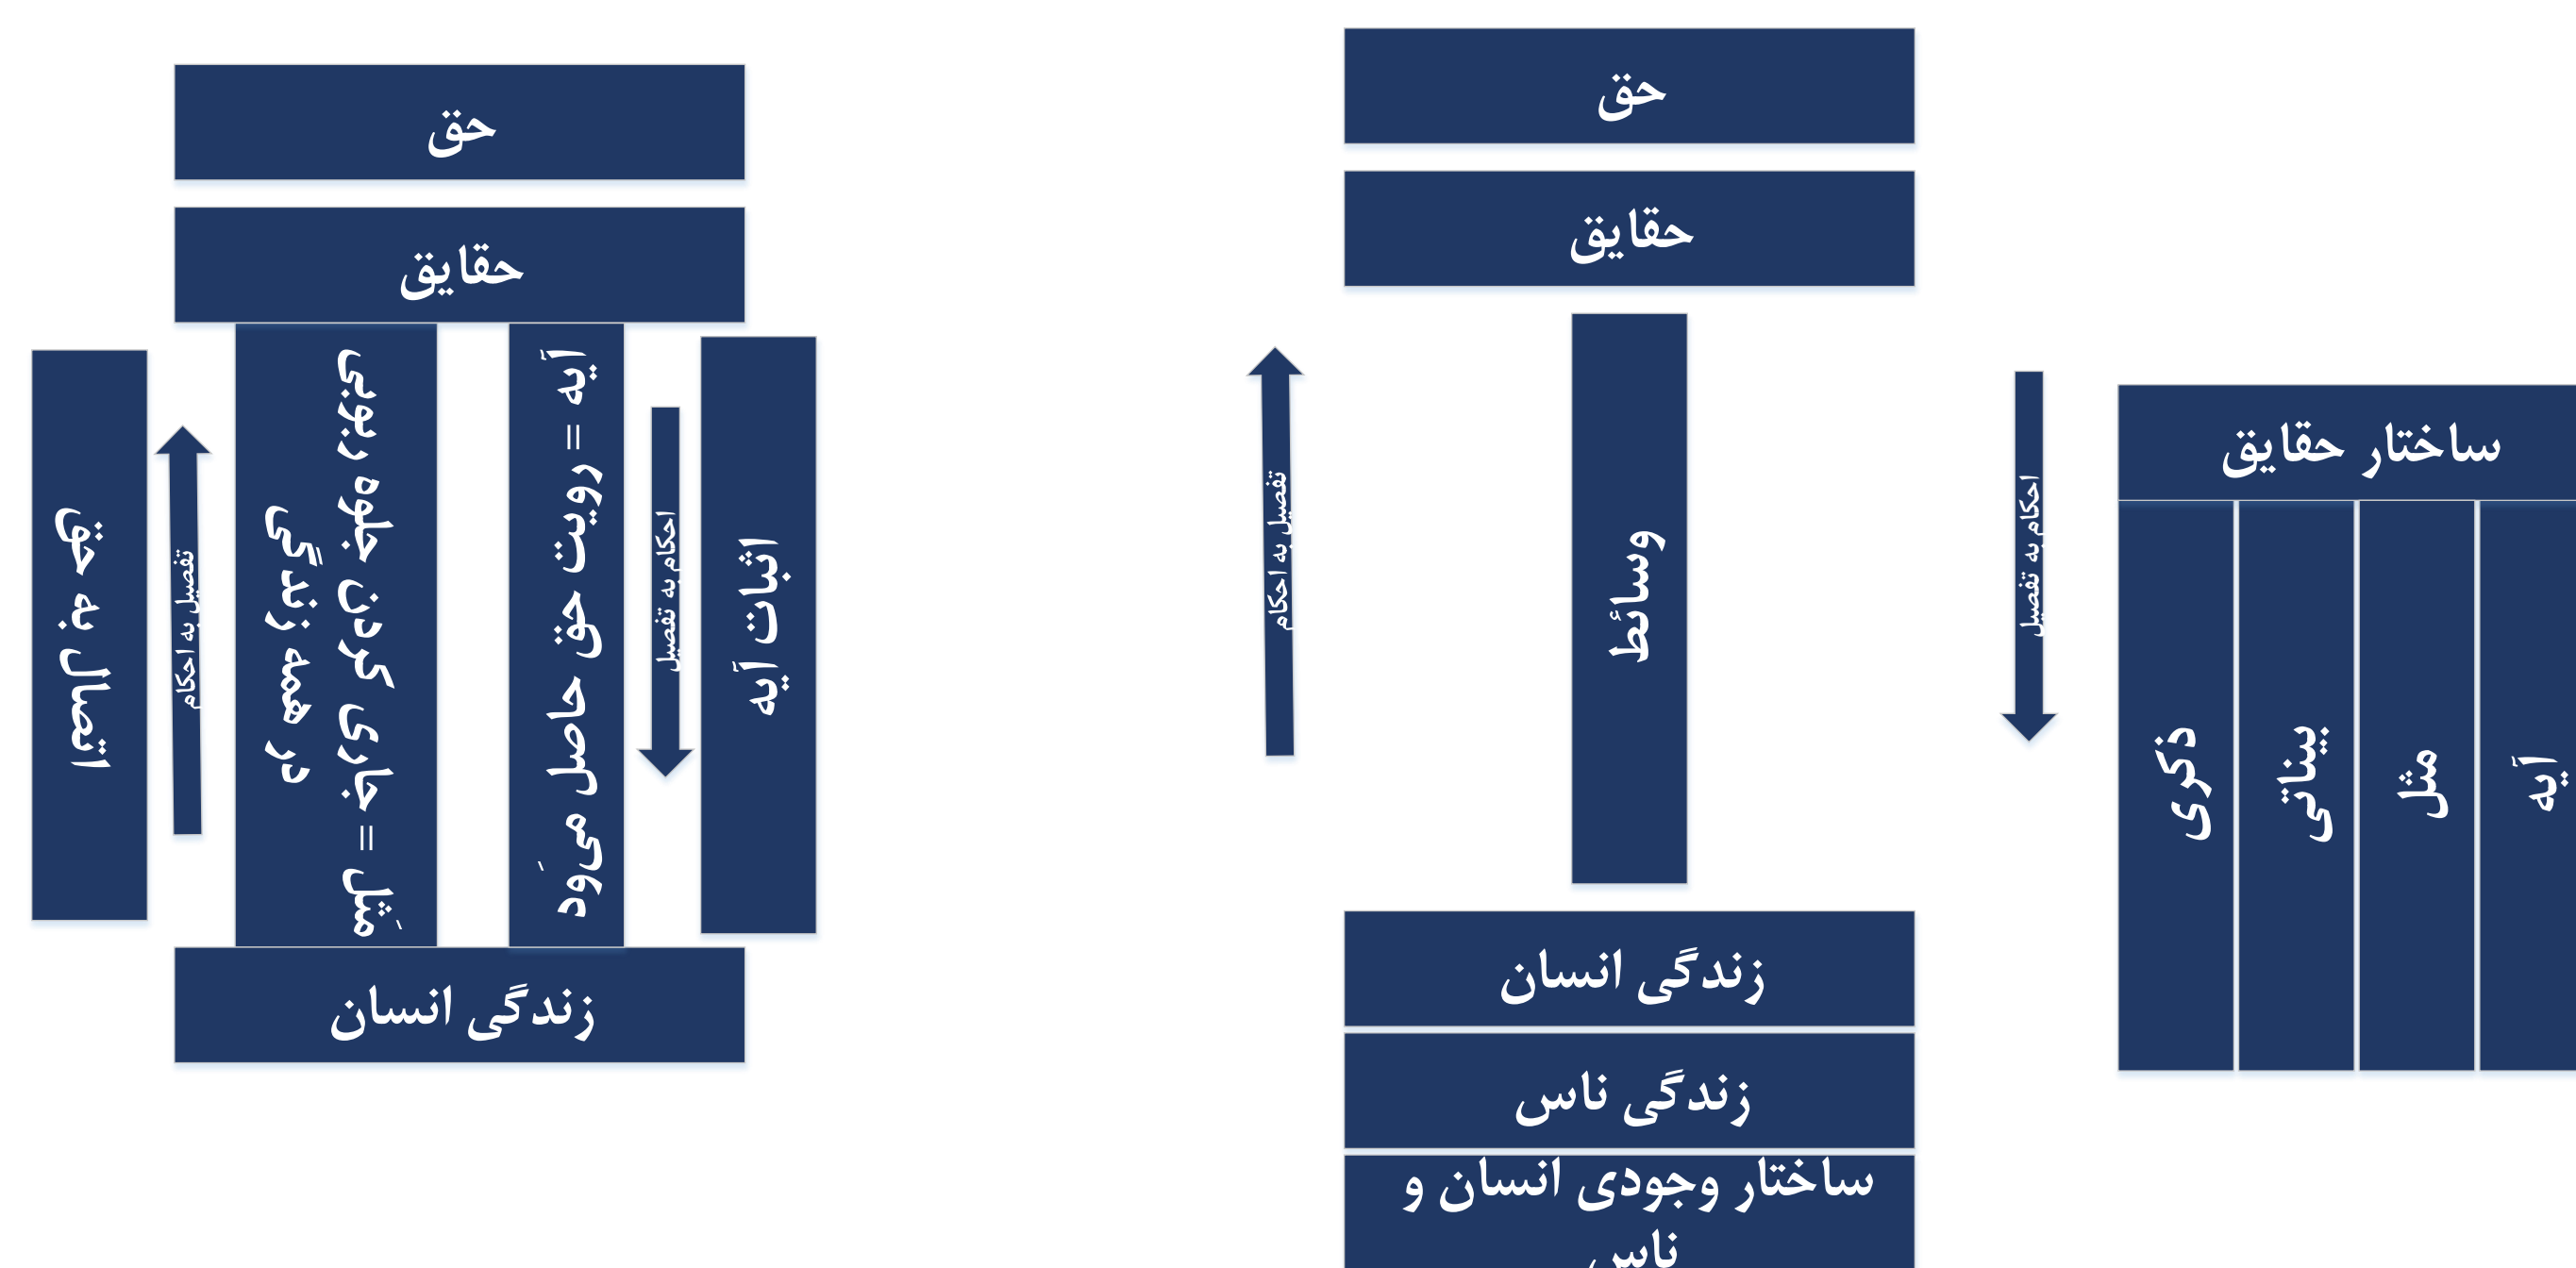 حق
حقایق
ساختار حقایق
آیه
مثل
بیناتی
ذکری
احکام به تفصیل
وسائط
تفصیل به احکام
زندگی انسان
زندگی ناس
ساختار وجودی انسان و
ناس
حق
حقایق
اثبات آیه
احکام به تفصیل
آیه = رویت حق حاصل می‌وَد
مَثل = جاری کردن جلوه ربوبی
در همه زندگی
تفصیل به احکام
اتصال به حق
زندگی انسان